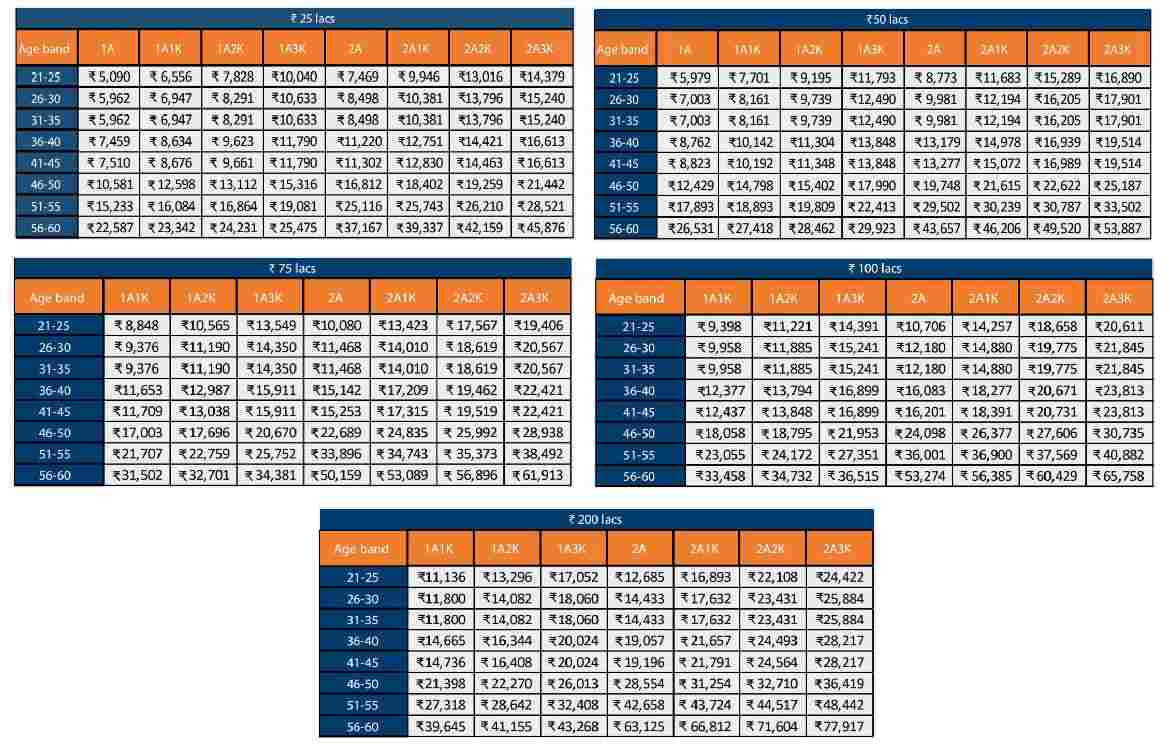 ₹ 25 lacs
Age band 1A 1A1K 1A2K 1A3K 2A 2A1K 2A2K 2A3K
21-25 ₹ 5,090 ₹ 6,556 ₹ 7,828 ₹10,040 ₹ 7,469 ₹ 9,946 ₹13,016 ₹14,379
26-30 ₹ 5,962 ₹ 6,947 ₹ 8,291 ₹10,633 ₹ 8,498 ₹10,381 ₹13,796 ₹15,240
31-35 ₹ 5,962 ₹ 6,947 ₹ 8,291 ₹10,633 ₹ 8,498 ₹10,381 ₹13,796 ₹15,240
36-40 ₹ 7,459 ₹ 8,634 ₹ 9,623 ₹11,790 ₹11,220 ₹12,751 ₹14,421 ₹16,613
41-45 ₹ 7,510 ₹ 8,676 ₹ 9,661 ₹11,790 ₹11,302 ₹12,830 ₹14,463 ₹16,613
46-50 ₹10,581 ₹ 12,598 ₹13,112 ₹15,316 ₹16,812 ₹18,402 ₹19,259 ₹21,442
51-55 ₹15,233 ₹ 16,084 ₹16,864 ₹19,081 ₹25,116 ₹25,743 ₹26,210 ₹28,521
56-60 ₹22,587 ₹ 23,342 ₹24,231 ₹25,475 ₹37,167 ₹39,337 ₹42,159 ₹45,876
₹50 lacs
Age band 1A 1A1K 1A2K 1A3K 2A 2A1K 2A2K 2A3K
21-25 ₹5,979 ₹7,701 ₹9,195 ₹11,793 ₹ 8,773 ₹11,683 ₹15,289 ₹16,890
26-30 ₹7,003 ₹ 8,161 ₹ 9,739 ₹12,490 ₹ 9,981 ₹12,194 ₹16,205 ₹17,901
31-35 ₹7,003 ₹ 8,161 ₹ 9,739 ₹12,490 ₹ 9,981 ₹12,194 ₹16,205 ₹17,901
36-40 ₹ 8,762 ₹10,142 ₹ 11,304 ₹13,848 ₹13,179 ₹14,978 ₹16,939 ₹19,514
41-45 ₹ 8,823 ₹10,192 ₹ 11,348 ₹13,848 ₹13,277 ₹15,072 ₹16,989 ₹19,514
46-50 ₹12,429 ₹14,798 ₹15,402 ₹17,990 ₹19,748 ₹21,615 ₹22,622 ₹25,187
51-55 ₹17,893 ₹18,893 ₹19,809 ₹22,413 ₹29,502 ₹30,239 ₹30,787 ₹33,502
56-60 ₹26,531 ₹27,418 ₹28,462 ₹29,923 ₹43,657 ₹46,206 ₹49,520 ₹53,887
₹ 75 lacs
Age band 1A1K 1A2K 1A3K 2A 2A1K 2A2K 2A3K
21-25 ₹ 8,848 ₹10,565 ₹13,549 ₹10,080 ₹13,423 ₹ 17,567 ₹19,406
26-30 ₹ 9,376 ₹11,190 ₹14,350 ₹11,468 ₹14,010 ₹ 18,619 ₹20,567
31-35 ₹ 9,376 ₹11,190 ₹14,350 ₹11,468 ₹14,010 ₹ 18,619 ₹20,567
36-40 ₹11,653 ₹12,987 ₹15,911 ₹15,142 ₹17,209 ₹ 19,462 ₹22,421
41-45 ₹11,709 ₹13,038 ₹15,911 ₹15,253 ₹17,315 ₹ 19,519 ₹22,421
46-50 ₹17,003 ₹ 17,696 ₹20,670 ₹22,689 ₹24,835 ₹ 25,992 ₹28,938
51-55 ₹21,707 ₹ 22,759 ₹25,752 ₹33,896 ₹34,743 ₹ 35,373 ₹38,492
56-60 ₹31,502 ₹ 32,701 ₹34,381 ₹50,159 ₹53,089 ₹ 56,896 ₹61,913
₹ 100 lacs
Age band 1A1K 1A2K 1A3K 2A 2A1K 2A2K 2A3K
21-25 ₹9,398 ₹11,221 ₹14,391 ₹10,706 ₹14,257 ₹18,658 ₹20,611
26-30 ₹9,958 ₹11,885 ₹15,241 ₹ 12,180 ₹ 14,880 ₹19,775 ₹21,845
31-35 ₹9,958 ₹11,885 ₹15,241 ₹ 12,180 ₹ 14,880 ₹19,775 ₹21,845
36-40 ₹12,377 ₹13,794 ₹16,899 ₹16,083 ₹18,277 ₹20,671 ₹23,813
41-45 ₹12,437 ₹13,848 ₹16,899 ₹16,201 ₹18,391 ₹20,731 ₹23,813
46-50 ₹18,058 ₹ 18,795 ₹21,953 ₹24,098 ₹ 26,377 ₹ 27,606 ₹30,735
51-55 ₹23,055 ₹ 24,172 ₹27,351 ₹36,001 ₹ 36,900 ₹37,569 ₹ 40,882
56-60 ₹33,458 ₹ 34,732 ₹36,515 ₹53,274 ₹ 56,385 ₹60,429 ₹65,758
₹ 200 lacs
Age band 1A1K 1A2K 1A3K 2A 2A1K 2A2K 2A3K
21-25 ₹11,136 ₹13,296 ₹17,052 ₹12,685 ₹ 16,893 ₹22,108 ₹24,422
26-30 ₹11,800 ₹14,082 ₹18,060 ₹14,433 ₹ 17,632 ₹23,431 ₹25,884
31-35 ₹11,800 ₹14,082 ₹18,060 ₹14,433 ₹ 17,632 ₹23,431 ₹25,884
36-40 ₹14,665 ₹16,344 ₹20,024 ₹19,057 ₹ 21,657 ₹24,493 ₹28,217
41-45 ₹14,736 ₹ 16,408 ₹20,024 ₹ 19,196 ₹ 21,791 ₹ 24,564 ₹28,217
46-50 ₹21,398 ₹ 22,270 ₹26,013 ₹ 28,554 ₹ 31,254 ₹ 32,710 ₹36,419
51-55 ₹27,318 ₹ 28,642 ₹32,408 ₹ 42,658 ₹ 43,724 ₹ 44,517 ₹48,442
56-60 ₹39,645 ₹ 41,155 ₹43,268 ₹ 63,125 ₹ 66,812 ₹ 71,604 ₹77,917